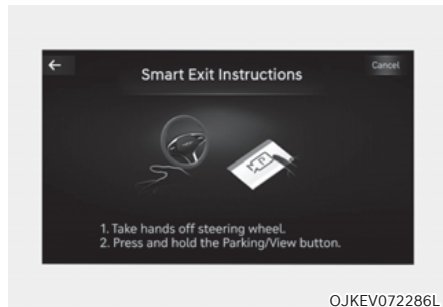 ←
Smart Exit Instructions
Cancel
P
1. Take hands off steering wheel.
2. Press and hold the Parking/View button.
OJKEV072286L